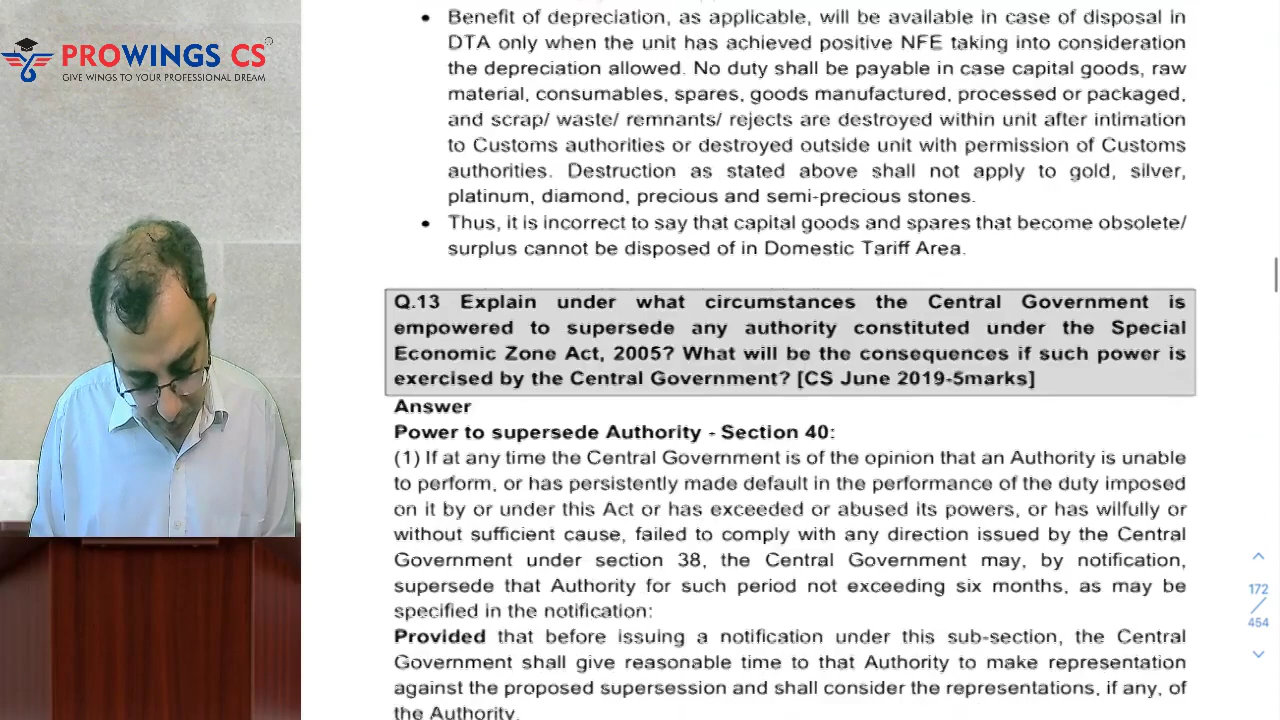 PROWINGS CS
GIVE WINGS TO YOUR PROFESSIONAL DREAM
• Benefit of depreciation, as applicable, will be available in case of disposal in
DTA only when the unit has achieved positive NFE taking into consideration
the depreciation allowed. No duty shall be payable in case capital goods, raw
material, consumables, spares, goods manufactured, processed or packaged,
and scrap/ waste/ remnants/ rejects are destroyed within unit after intimation
to Customs authorities or destroyed outside unit with permission of Customs
authorities. Destruction as stated above shall not apply to gold, silver,
platinum, diamond, precious and semi-precious stones.
• Thus, it is incorrect to say that capital goods and spares that become obsolete/
surplus cannot be disposed of in Domestic Tariff Area.
Q.13 Explain under what circumstances the Central Government is
empowered to supersede any authority constituted under the Special
Economic Zone Act, 2005? What will be the consequences if such power is
exercised by the Central Government? [CS June 2019-5marks]
Answer
Power to supersede Authority - Section 40:
(1) If at any time the Central Government is of the opinion that an Authority is unable
to perform, or has persistently made default in the performance of the duty imposed
on it by or under this Act or has exceeded or abused its powers, or has wilfully or
without sufficient cause, failed to comply with any direction issued by the Central
Government under section 38, the Central Government may, by notification,
supersede that Authority for such period not exceeding six months, as may be
specified in the notification:
Provided that before issuing a notification under this sub-section, the Central
Government shall give reasonable time to that Authority to make representation
against the proposed supersession and shall consider the representations, if any, of
the Authority.
172
/
454